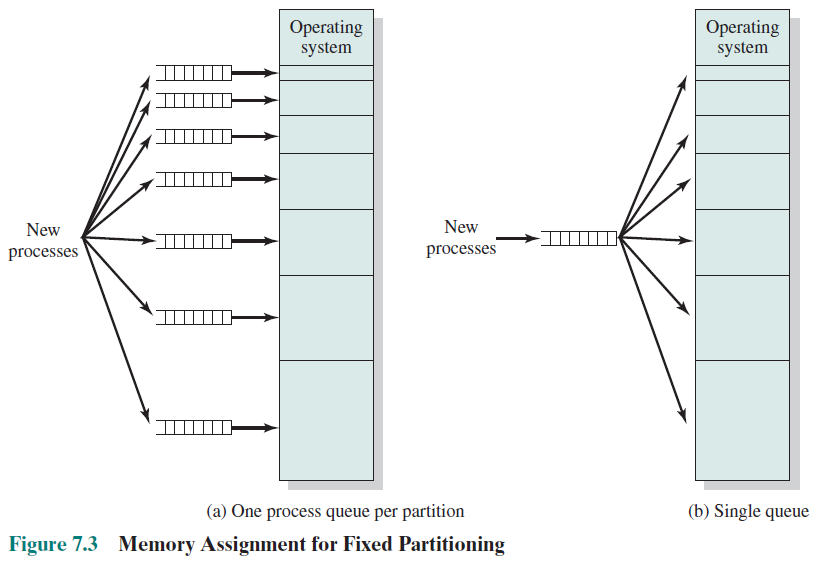 Operating
system
New
processes
(a) One process queue per partition
Operating
system
New
processes
(b) Single queue
Figure 7.3 Memory Assignment for Fixed Partitioning